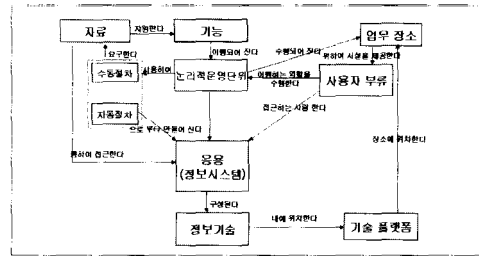 자료
지원한다
기능
업무 장소
이행되어 진다
수행되어 진다
요구한다
위하여 시설을 제공한다
수동절차
사용하여
논리적운영단위
이행하는 역할을
수행한다
사용자 부류
자동절차
접근하는 사용 한다
으로 부터 만들어 진다
장소에 위치한다
통하여 접근한다
응용
(정보시스템)
구성된다
내에 위치한다
정보기술
기술 플랫폼